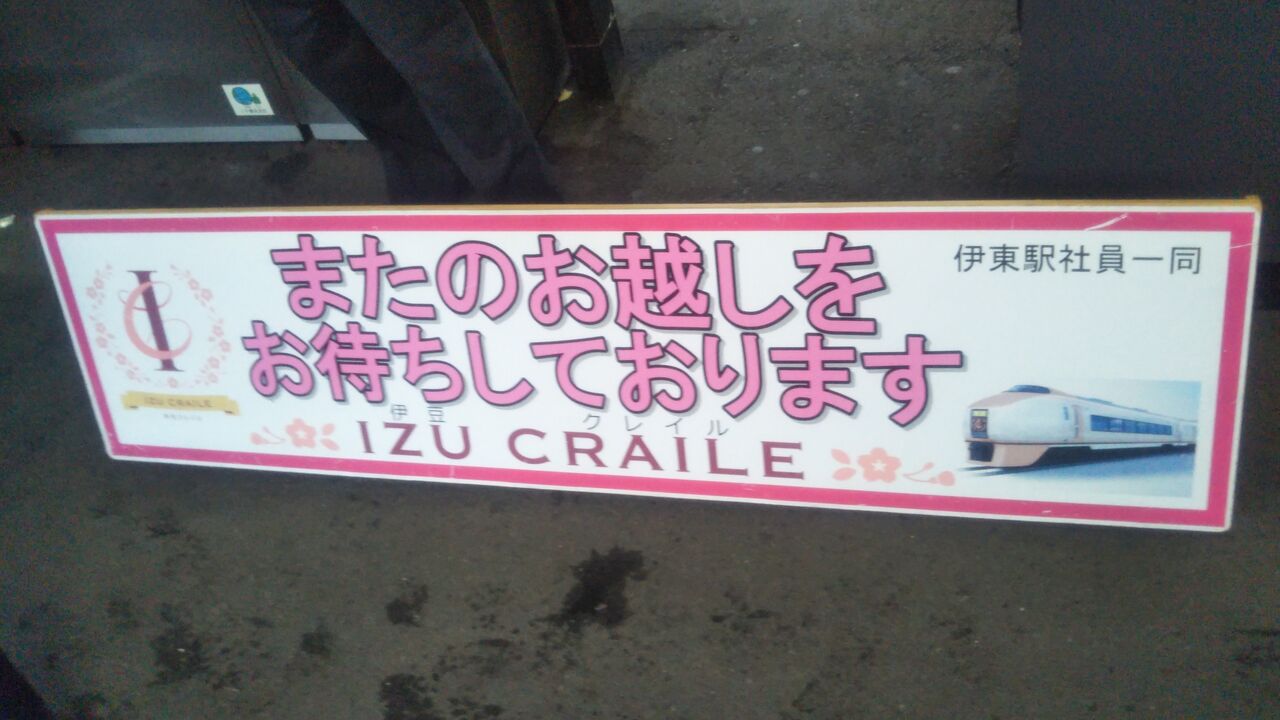 伊東駅社員一同
またのお越しを
お待ちしております
伊豆 クレイル
IZU CRAILE
IC
IZU CRAILE